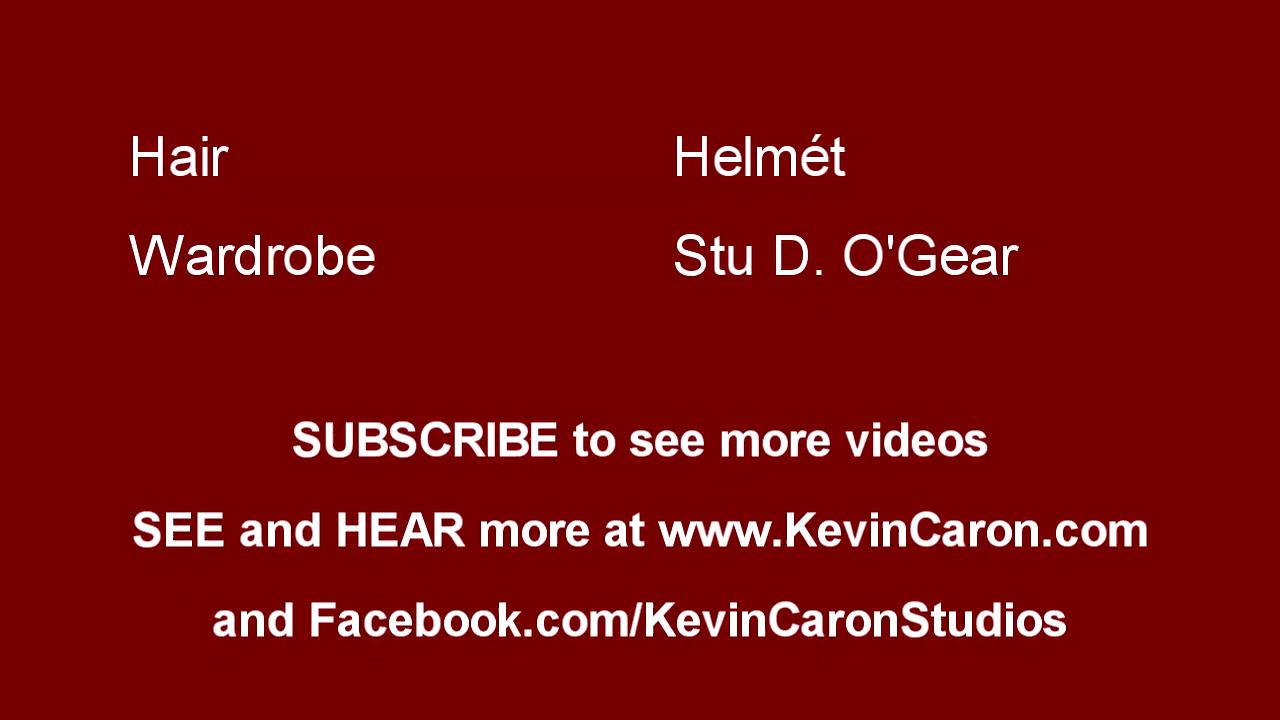 Hair Helmét
Wardrobe Stu D. O'Gear
SUBSCRIBE to see more videos
SEE and HEAR more at www.KevinCaron.com
and Facebook.com/KevinCaronStudios